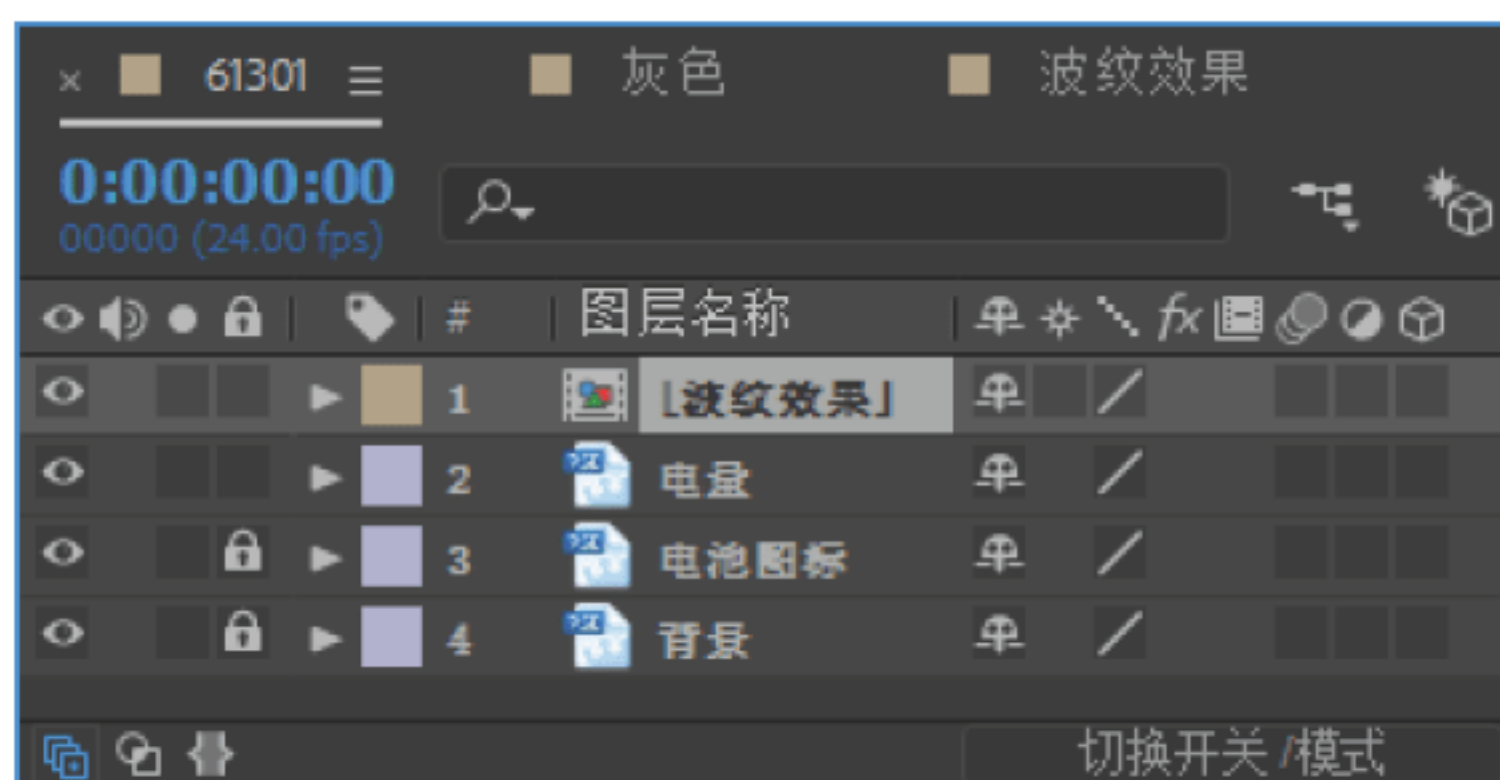 × 61301 灰色 波纹效果
0:00:00:00
00000 (24.00 fps)
# 图层名称 fx
1 [波纹效果]
2 电量
3 电池图标
4 背景
切换开关/模式